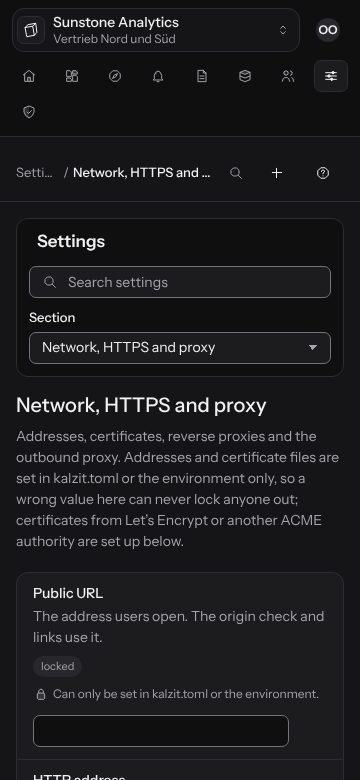 Sunstone Analytics
Vertrieb Nord und Süd
OO
Setti... / Network, HTTPS and ...
Settings
Search settings
Section
Network, HTTPS and proxy
Network, HTTPS and proxy
Addresses, certificates, reverse proxies and the
outbound proxy. Addresses and certificate files are
set in kalzit.toml or the environment only, so a
wrong value here can never lock anyone out;
certificates from Let's Encrypt or another ACME
authority are set up below.
Public URL
The address users open. The origin check and
links use it.
locked
Can only be set in kalzit.toml or the environment.
HTTP address